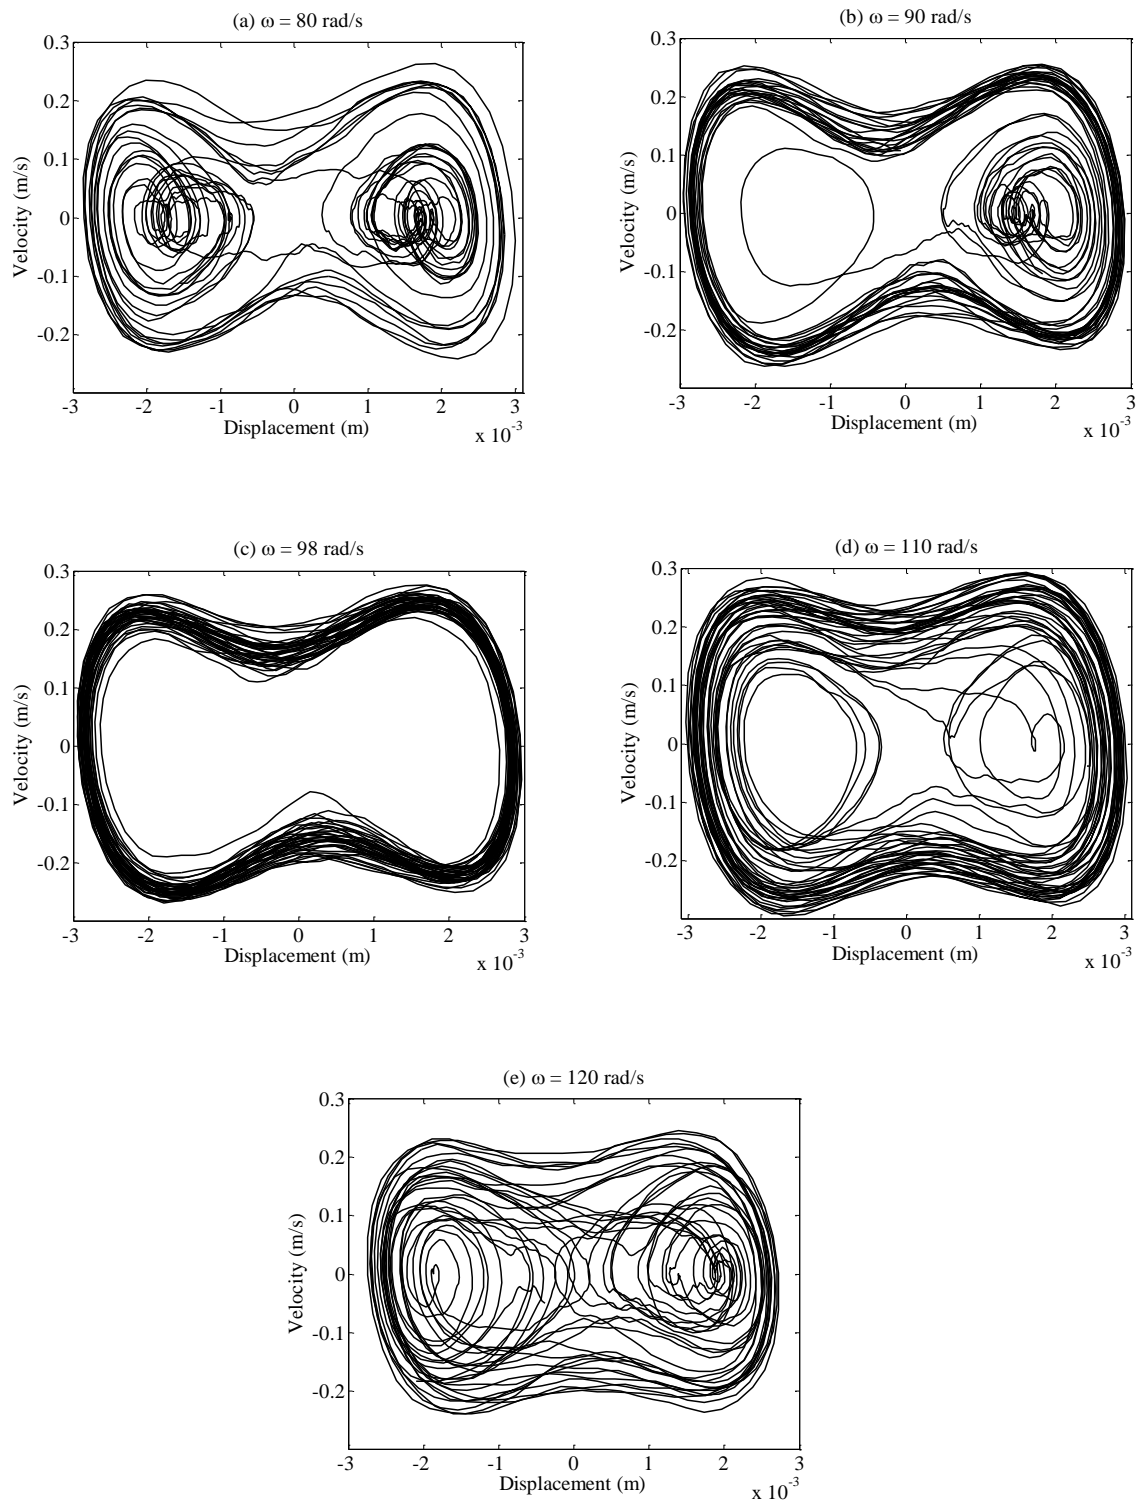 (a) ω = 80 rad/s
0.3
0.2
0.1
0
-0.1
-0.2
Velocity (m/s)
-3 -2 -1 0 1 2 3
Displacement (m)
x 10-3
(b) ω = 90 rad/s
0.3
0.2
0.1
0
-0.1
-0.2
Velocity (m/s)
-3 -2 -1 0 1 2 3
Displacement (m)
x 10-3
(c) ω = 98 rad/s
0.3
0.2
0.1
0
-0.1
-0.2
Velocity (m/s)
-3 -2 -1 0 1 2 3
Displacement (m)
x 10-3
(d) ω = 110 rad/s
0.3
0.2
0.1
0
-0.1
-0.2
Velocity (m/s)
-3 -2 -1 0 1 2 3
Displacement (m)
x 10-3
(e) ω = 120 rad/s
0.3
0.2
0.1
0
-0.1
-0.2
Velocity (m/s)
-3 -2 -1 0 1 2 3
Displacement (m)
x 10-3